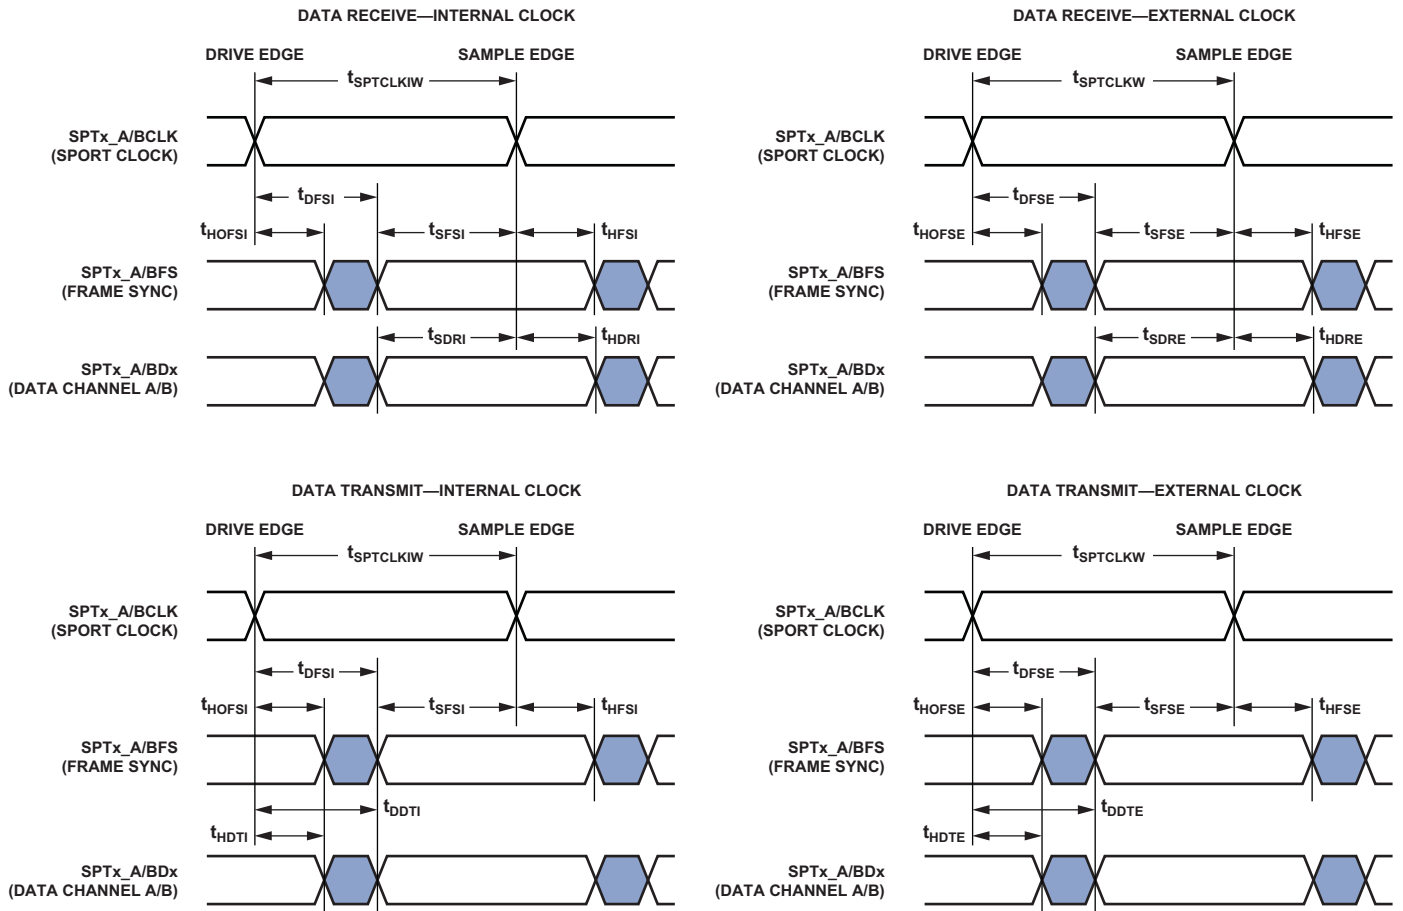 DATA RECEIVE—INTERNAL CLOCK
DRIVE EDGE
SAMPLE EDGE
tSPTCLKIW
SPTx_A/BCLK
(SPORT CLOCK)
tDFSI
tHOFSI
tSFSI
tHFSI
SPTx_A/BFS
(FRAME SYNC)
tSDRI
tHDRI
SPTx_A/BDx
(DATA CHANNEL A/B)
DATA RECEIVE—EXTERNAL CLOCK
DRIVE EDGE
SAMPLE EDGE
tSPTCLKW
SPTx_A/BCLK
(SPORT CLOCK)
tDFSE
tHOFSE
tSFSE
tHFSE
SPTx_A/BFS
(FRAME SYNC)
tSDRE
tHDRE
SPTx_A/BDx
(DATA CHANNEL A/B)
DATA TRANSMIT—INTERNAL CLOCK
DRIVE EDGE
SAMPLE EDGE
tSPTCLKIW
SPTx_A/BCLK
(SPORT CLOCK)
tDFSI
tHOFSI
tSFSI
tHFSI
SPTx_A/BFS
(FRAME SYNC)
tDDTI
tHDTI
SPTx_A/BDx
(DATA CHANNEL A/B)
DATA TRANSMIT—EXTERNAL CLOCK
DRIVE EDGE
SAMPLE EDGE
tSPTCLKW
SPTx_A/BCLK
(SPORT CLOCK)
tDFSE
tHOFSE
tSFSE
tHFSE
SPTx_A/BFS
(FRAME SYNC)
tDDTE
tHDTE
SPTx_A/BDx
(DATA CHANNEL A/B)